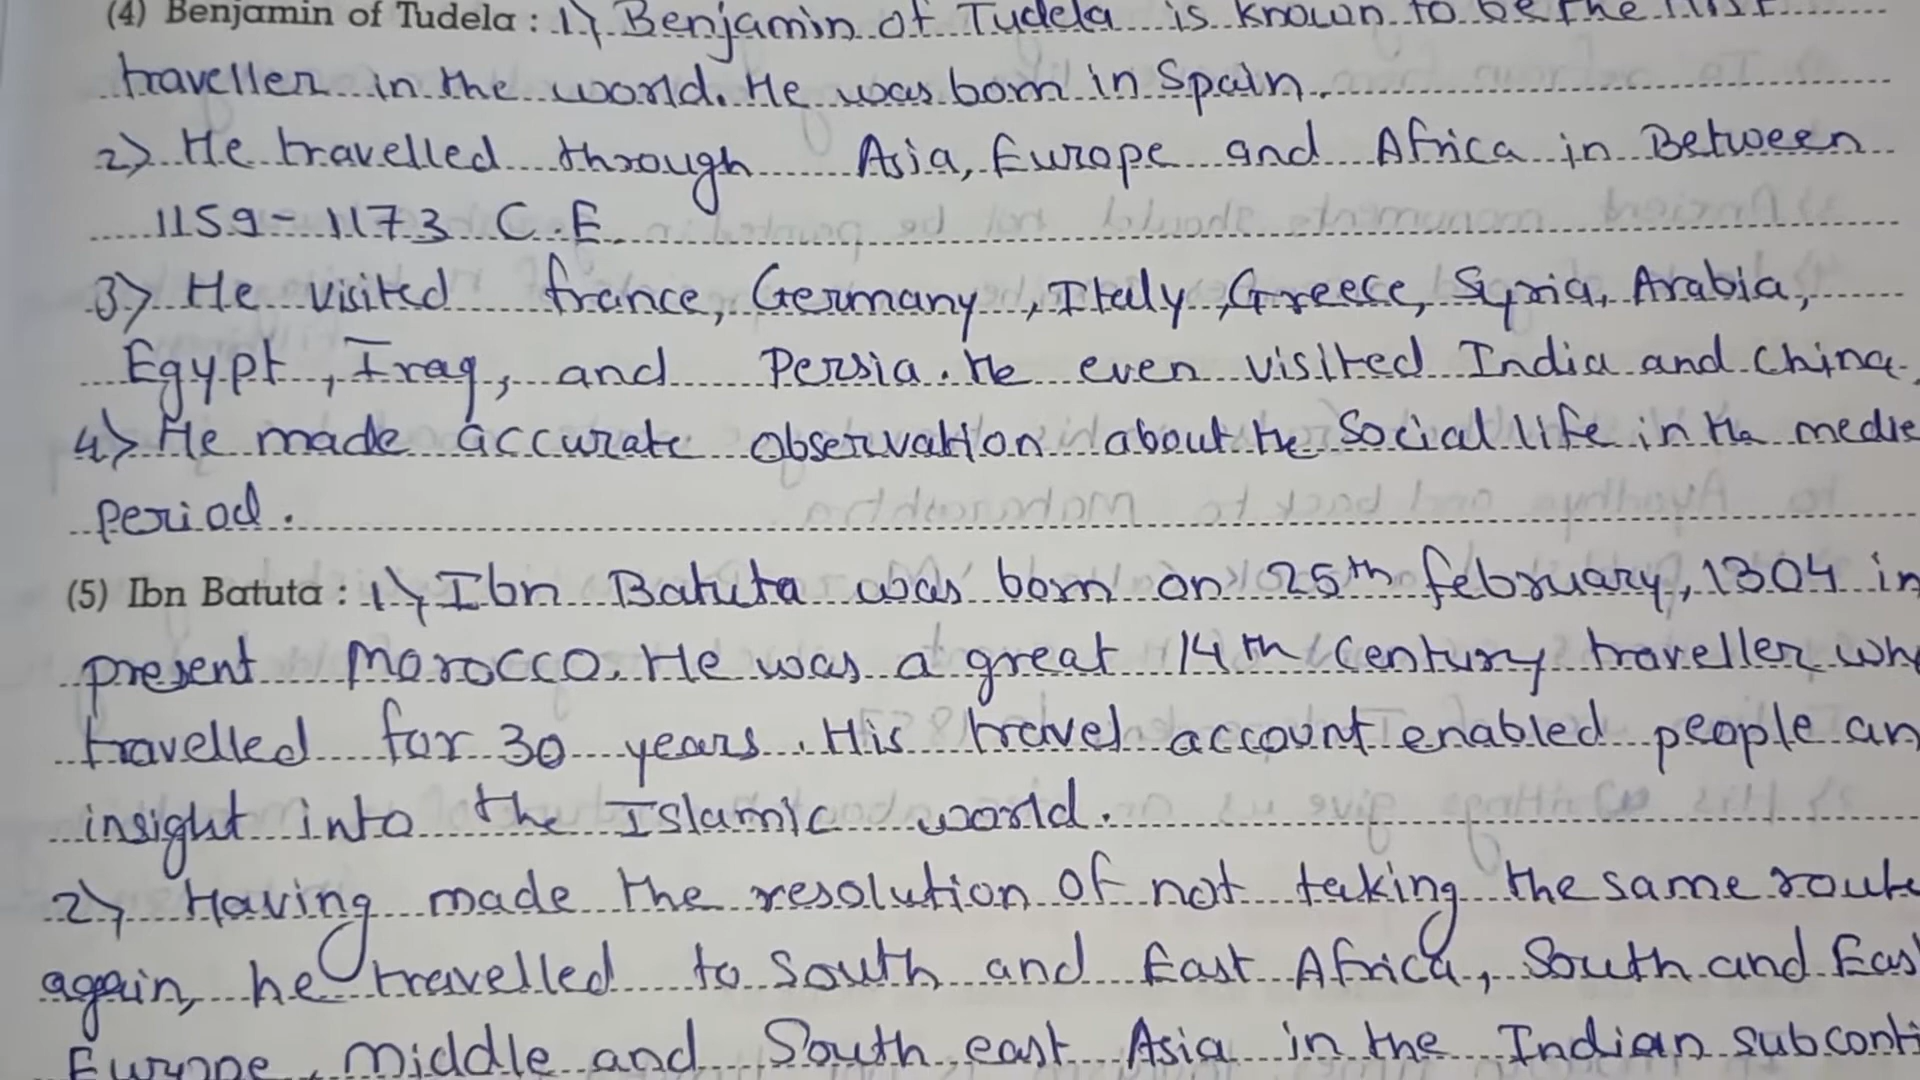 (4) Benjamin of Tudela : 1) Benjamin of Tudela is known to be the first
traveller in the world. He was born in Spain.
2) He travelled through Asia, Europe and Africa in Between
1159 - 1173 C.E.
3) He visited france, Germany, Italy, Greece, Syria, Arabia,
Egypt, Iraq, and Persia. He even visited India and China.
4) He made accurate observation about the Social life in the medie
period.
(5) Ibn Batuta : 1) Ibn Batuta was born on 25th february, 1304 in
present Morocco. He was a great 14th Century traveller who
travelled for 30 years. His travel account enabled people an
insight into the Islamic world.
2) Having made the resolution of not taking the same route
again, he travelled to South and East Africa, South and East
Europe, Middle and South east Asia in the Indian subconti